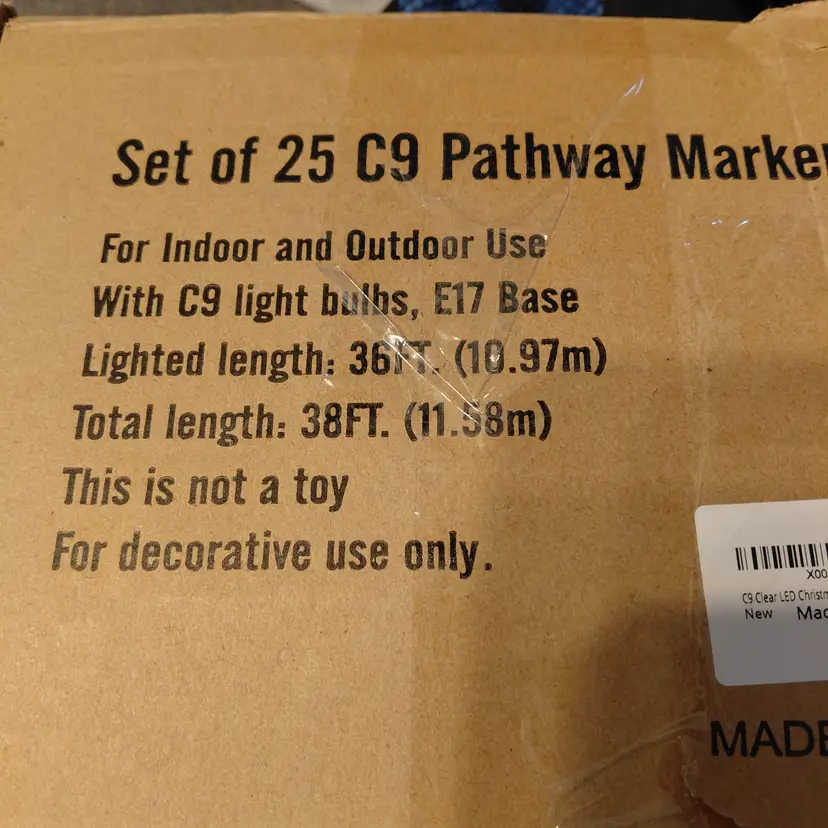 Set of 25 C9 Pathway Marke
For Indoor and Outdoor Use
With C9 light bulbs, E17 Base
Lighted length: 36FT. (10.97m)
Total length: 38FT. (11.58m)
This is not a toy
For decorative use only.
X00
C9 Clear LED Christm
New Mad
MADE